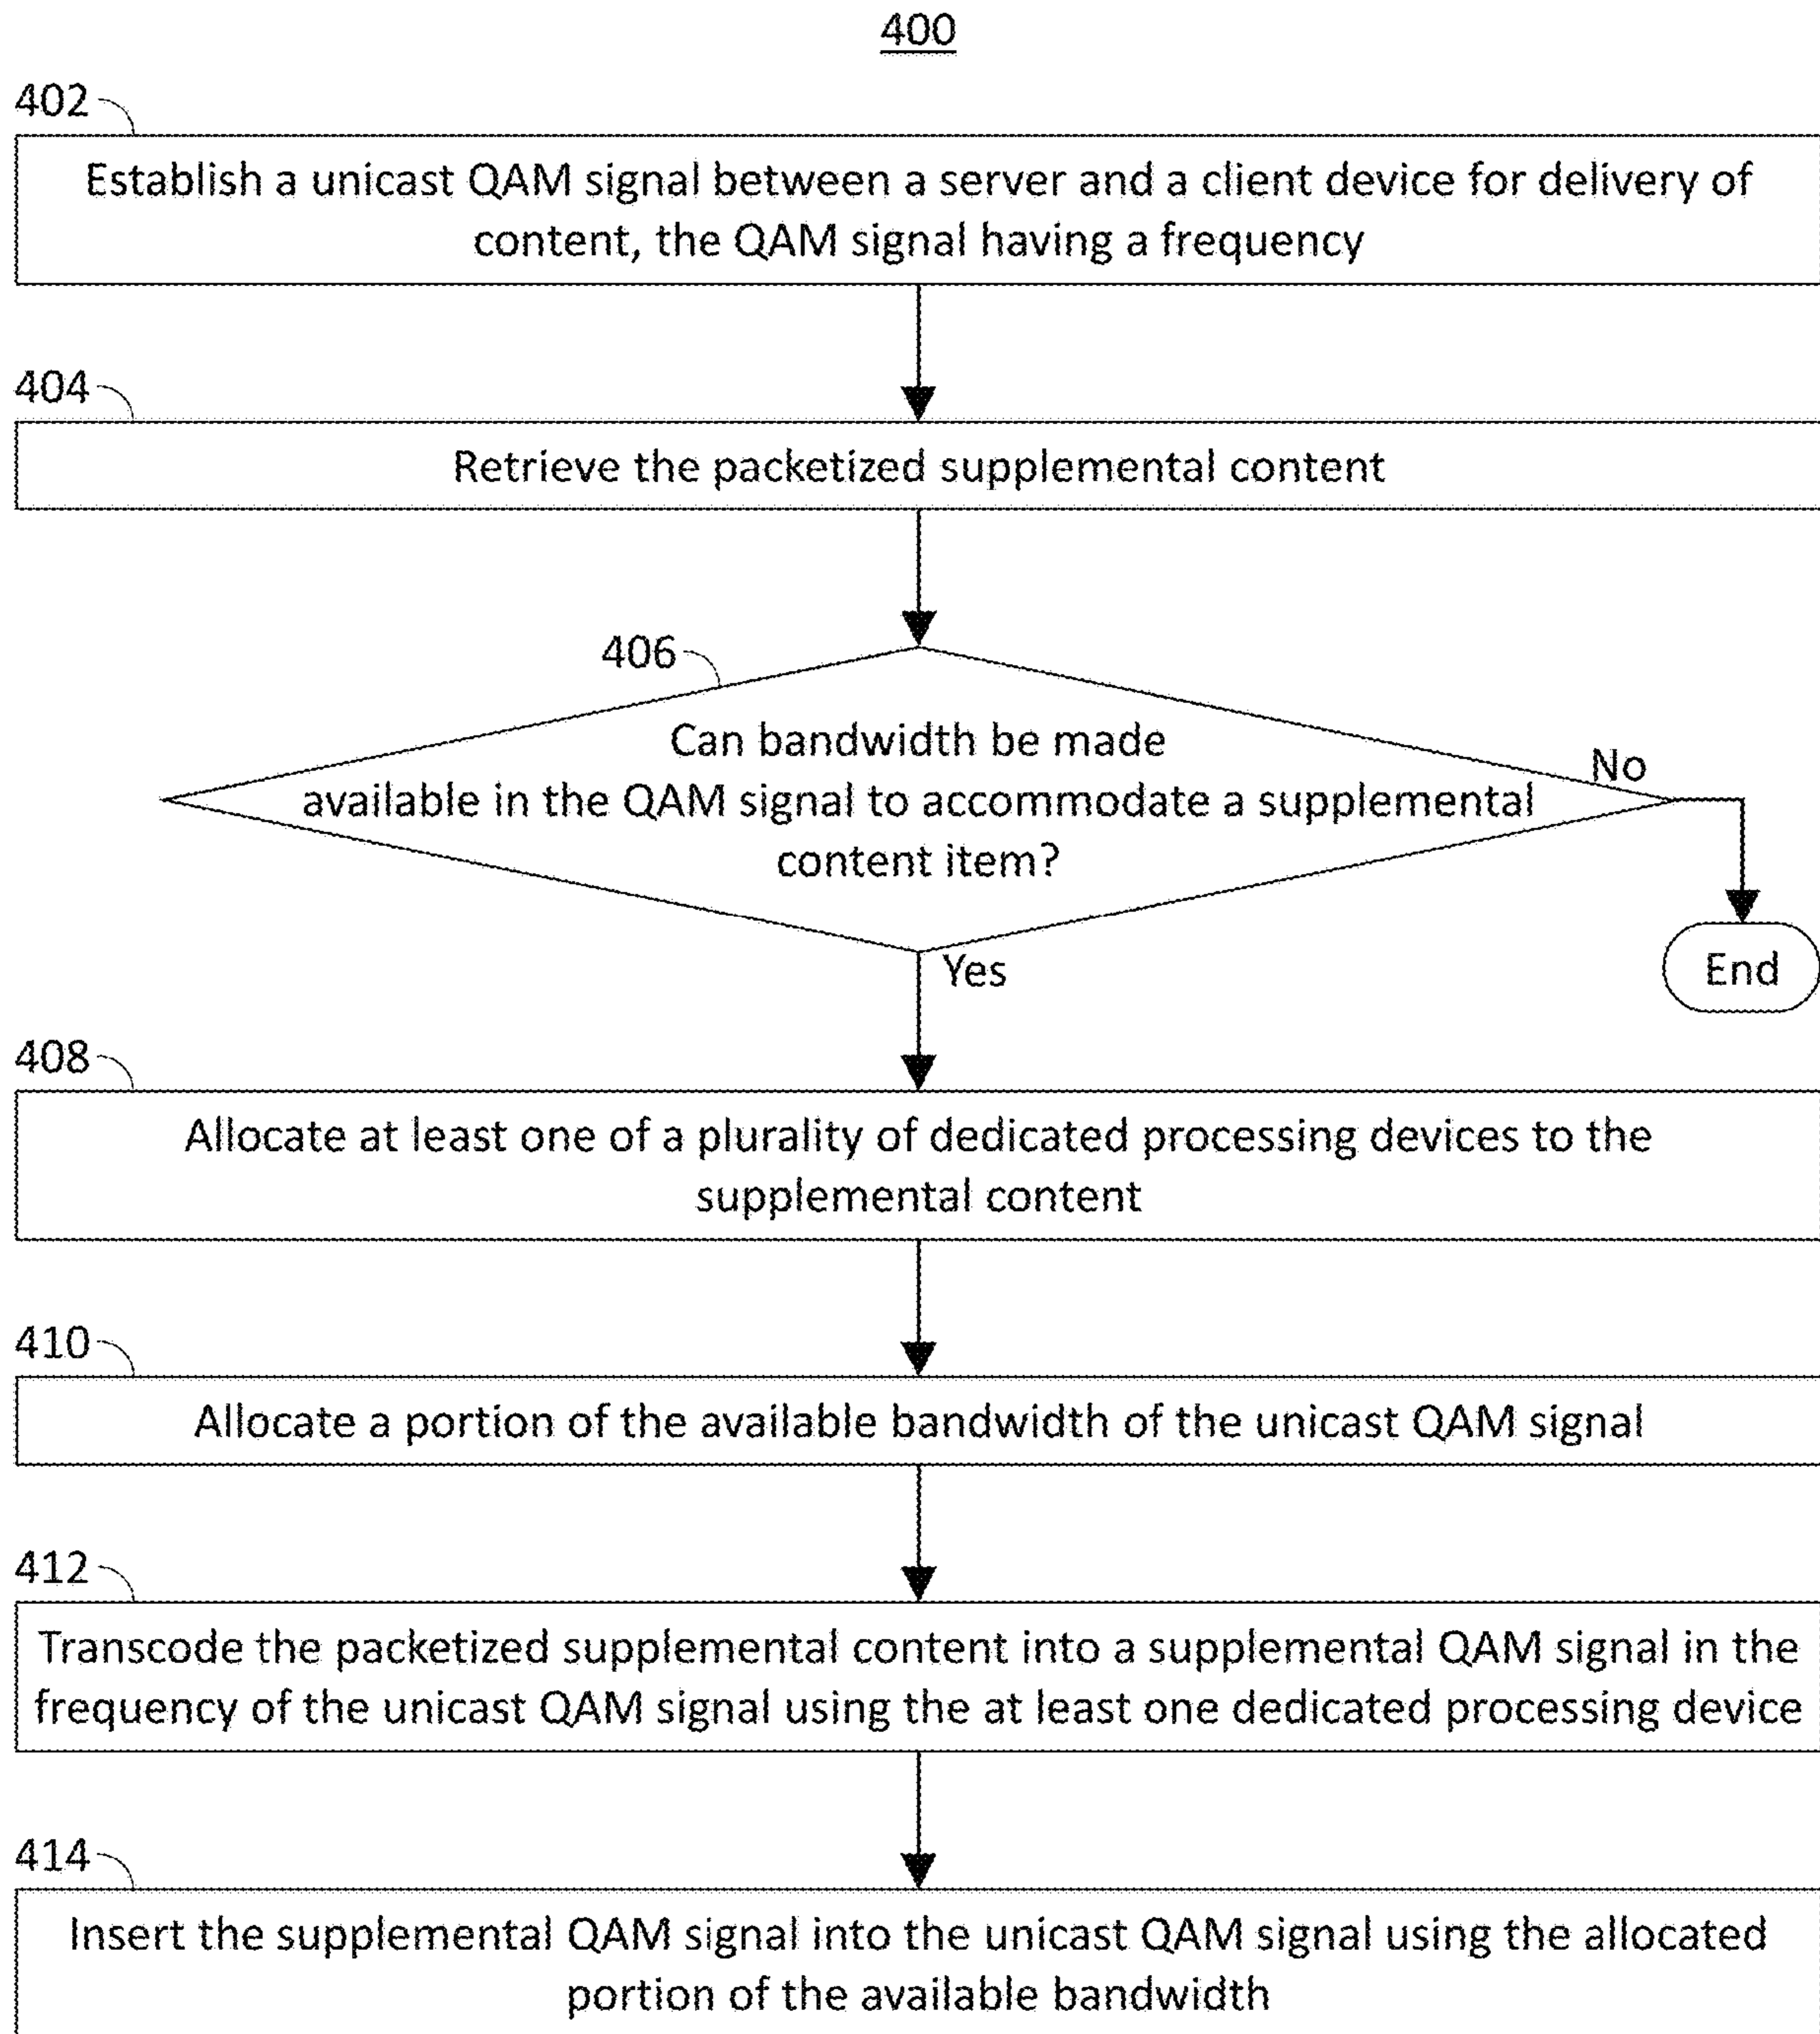 400
402
Establish a unicast QAM signal between a server and a client device for delivery of
content, the QAM signal having a frequency
404
Retrieve the packetized supplemental content
406
Can bandwidth be made
available in the QAM signal to accommodate a supplemental
content item?
No
End
Yes
408
Allocate at least one of a plurality of dedicated processing devices to the
supplemental content
410
Allocate a portion of the available bandwidth of the unicast QAM signal
412
Transcode the packetized supplemental content into a supplemental QAM signal in the
frequency of the unicast QAM signal using the at least one dedicated processing device
414
Insert the supplemental QAM signal into the unicast QAM signal using the allocated
portion of the available bandwidth